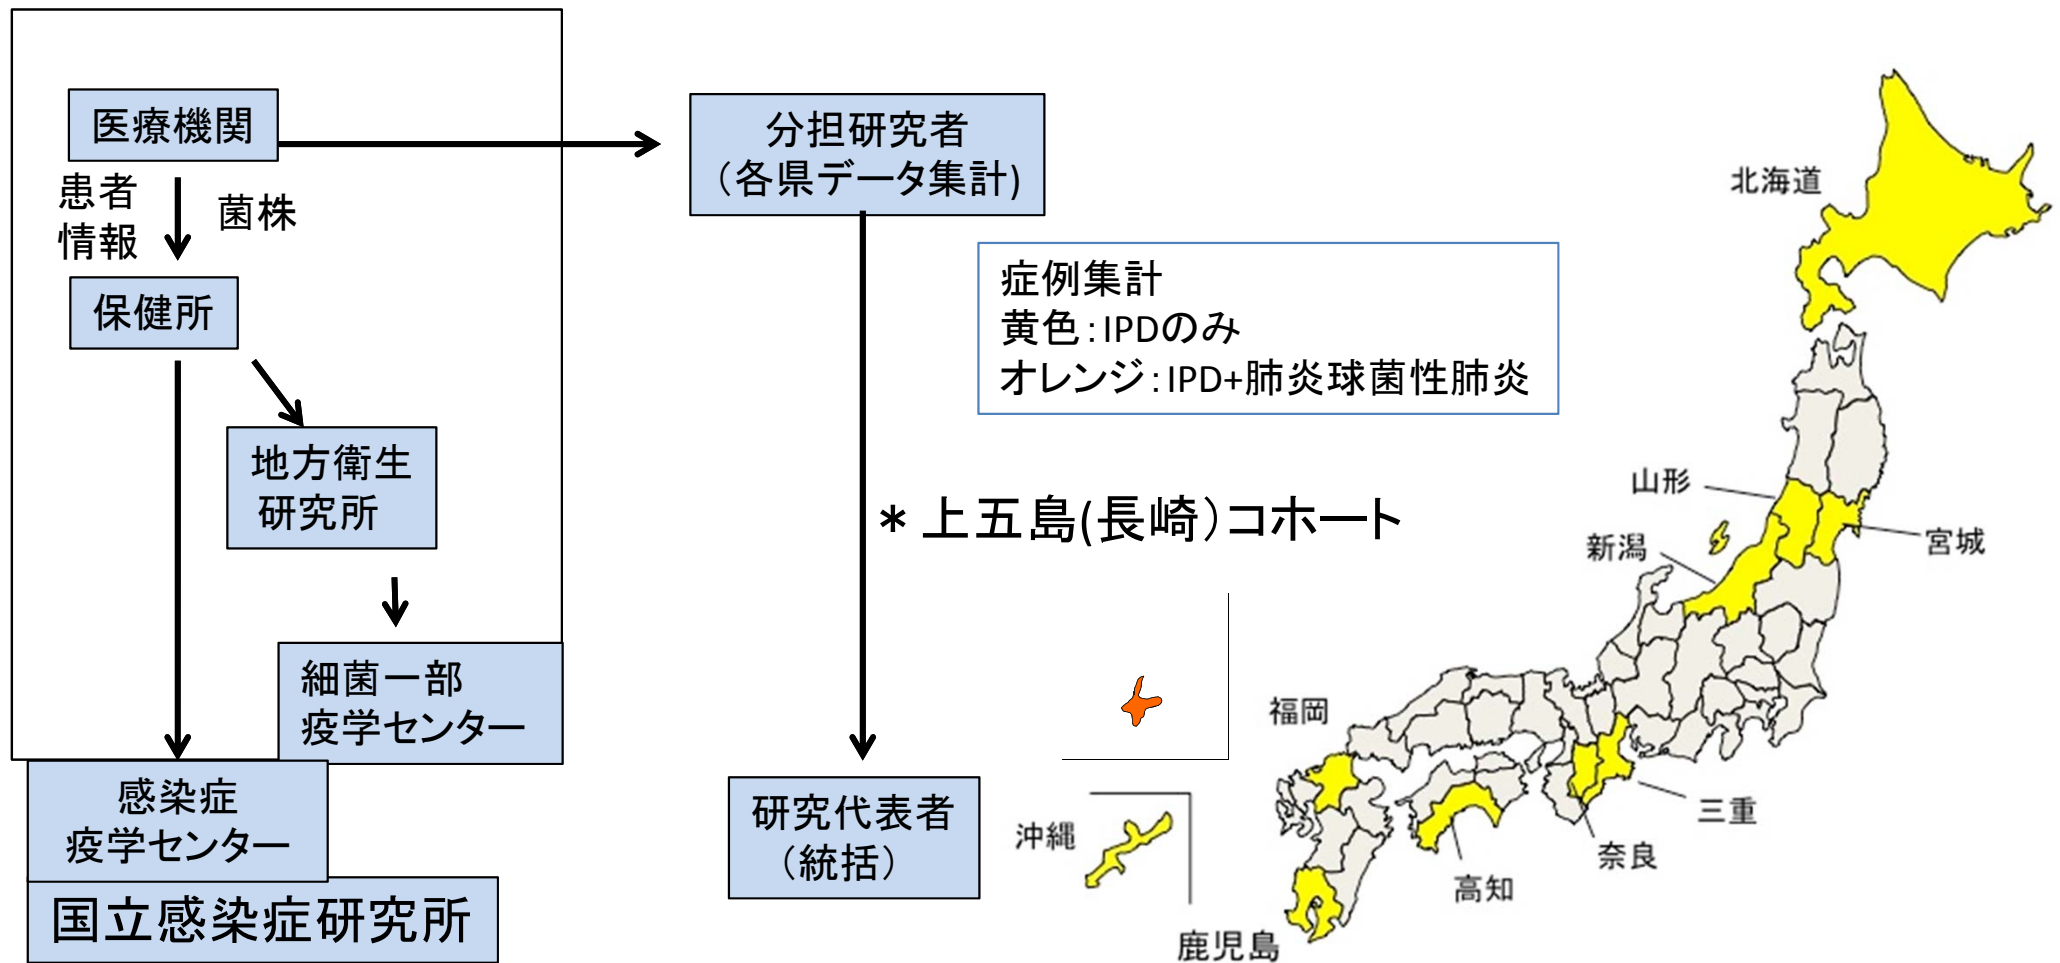 医療機関
患者
情報
菌株
保健所
地方衛生
研究所
細菌一部
疫学センター
感染症
疫学センター
国立感染症研究所
分担研究者
（各県データ集計)
症例集計
黄色：IPDのみ
オレンジ：IPD+肺炎球菌性肺炎
＊ 上五島(長崎）コホート
研究代表者
（統括）
北海道
山形
宮城
新潟
福岡
沖縄
三重
奈良
高知
鹿児島